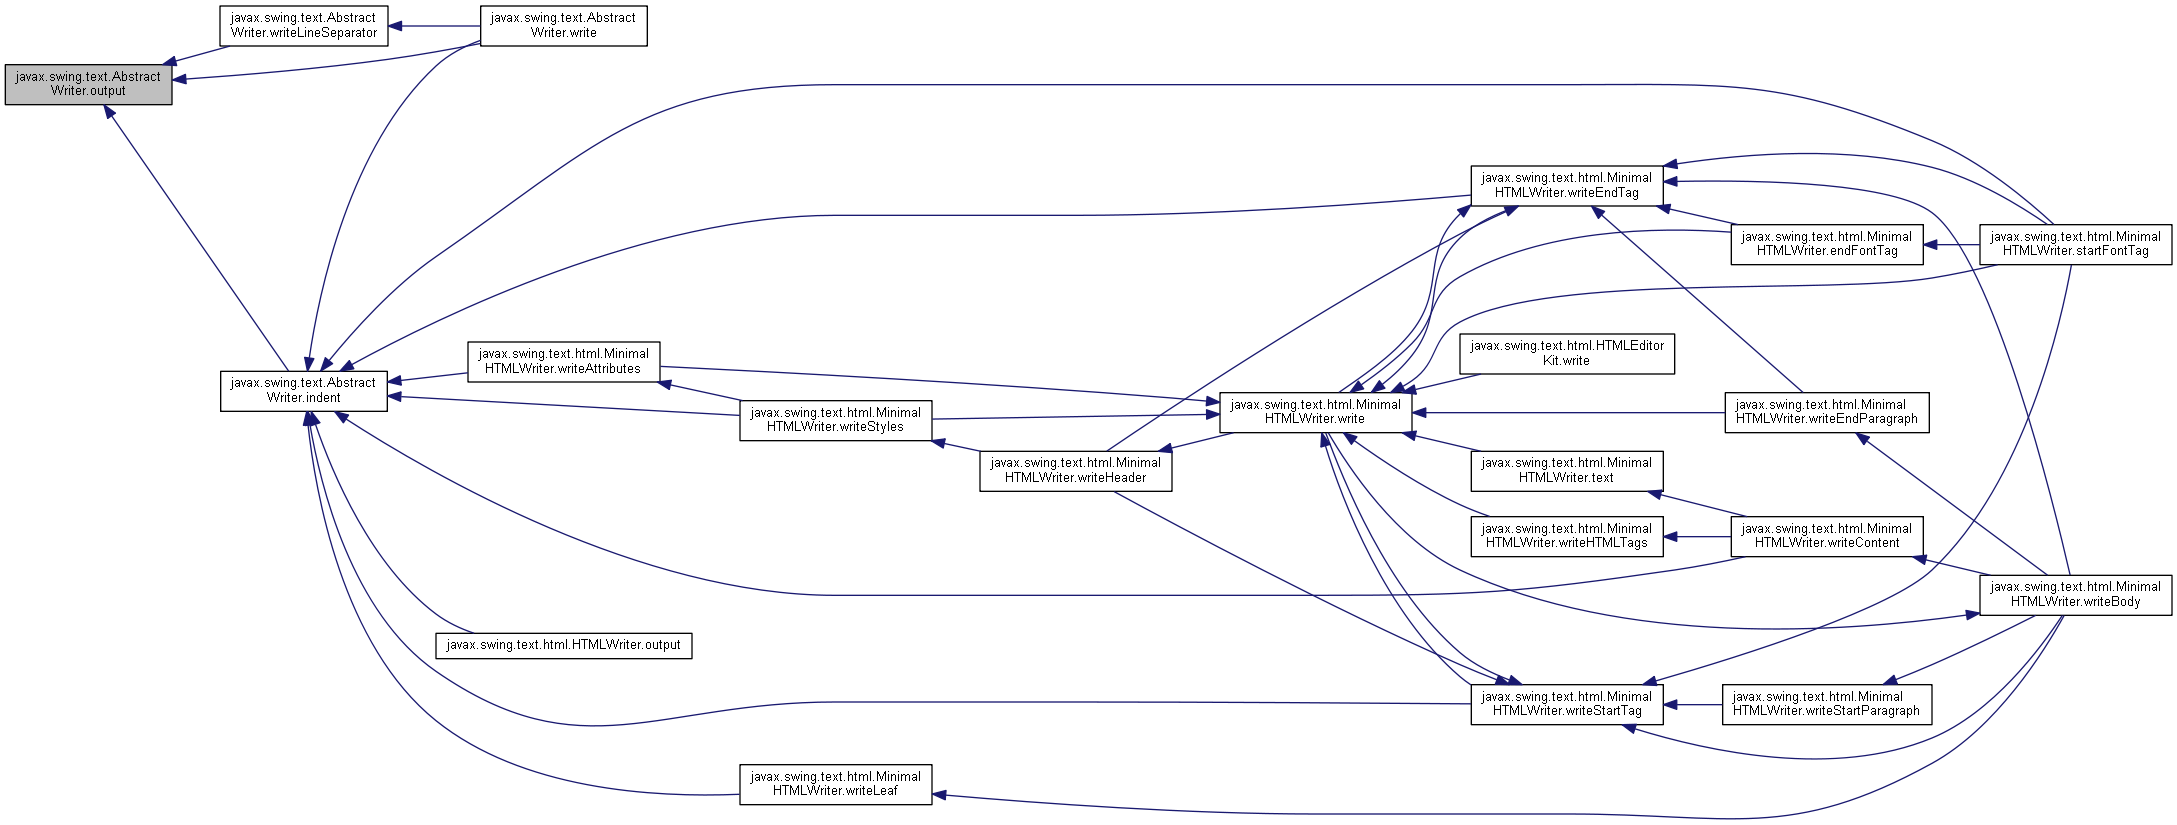 javax.swing.text.Abstract
Writer.writeLineSeparator
javax.swing.text.Abstract
Writer.write
javax.swing.text.Abstract
Writer.output
javax.swing.text.html.Minimal
HTMLWriter.writeEndTag
javax.swing.text.html.Minimal
HTMLWriter.endFontTag
javax.swing.text.html.Minimal
HTMLWriter.startFontTag
javax.swing.text.html.HTMLEditor
Kit.write
javax.swing.text.html.Minimal
HTMLWriter.writeAttributes
javax.swing.text.Abstract
Writer.indent
javax.swing.text.html.Minimal
HTMLWriter.writeStyles
javax.swing.text.html.Minimal
HTMLWriter.write
javax.swing.text.html.Minimal
HTMLWriter.writeEndParagraph
javax.swing.text.html.Minimal
HTMLWriter.writeHeader
javax.swing.text.html.Minimal
HTMLWriter.text
javax.swing.text.html.Minimal
HTMLWriter.writeHTMLTags
javax.swing.text.html.Minimal
HTMLWriter.writeContent
javax.swing.text.html.Minimal
HTMLWriter.writeBody
javax.swing.text.html.HTMLWriter.output
javax.swing.text.html.Minimal
HTMLWriter.writeStartTag
javax.swing.text.html.Minimal
HTMLWriter.writeStartParagraph
javax.swing.text.html.Minimal
HTMLWriter.writeLeaf